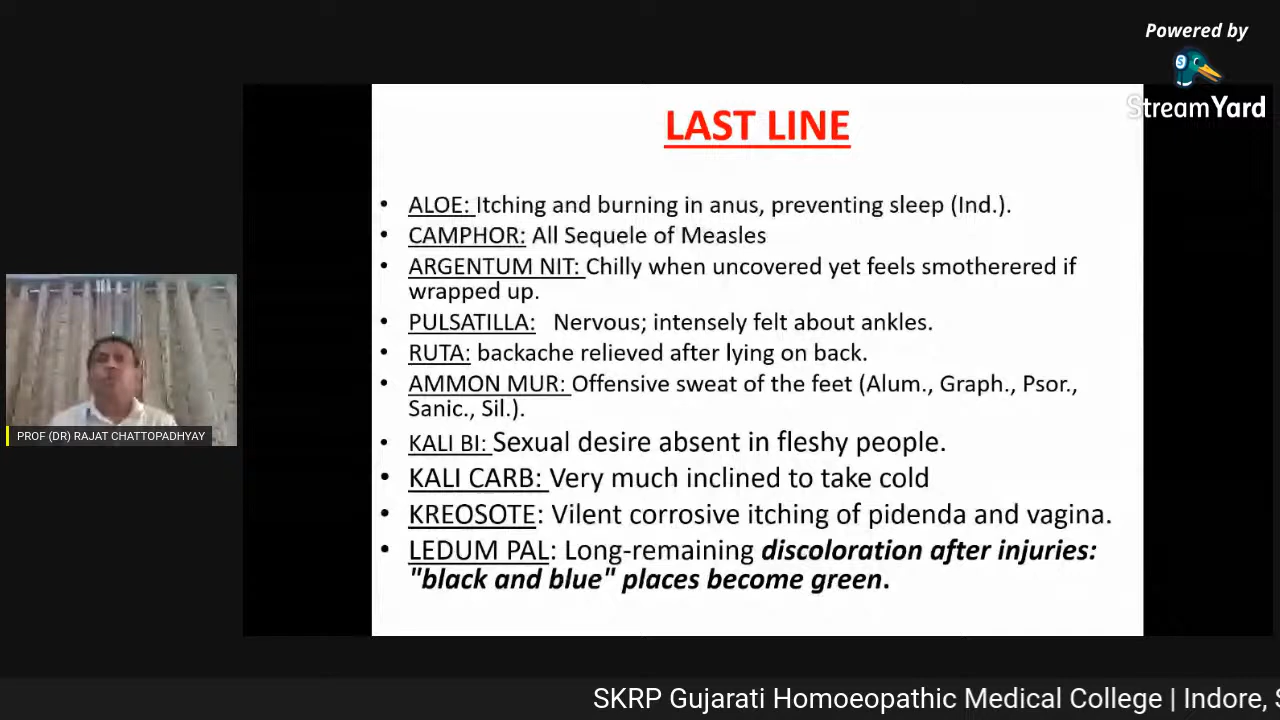 Powered by
StreamYard
LAST LINE
• ALOE: Itching and burning in anus, preventing sleep (Ind.).
• CAMPHOR: All Sequele of Measles
• ARGENTUM NIT: Chilly when uncovered yet feels smotherered if
wrapped up.
• PULSATILLA: Nervous; intensely felt about ankles.
• RUTA: backache relieved after lying on back.
• AMMON MUR: Offensive sweat of the feet (Alum., Graph., Psor.,
Sanic., Sil.).
• KALI BI: Sexual desire absent in fleshy people.
• KALI CARB: Very much inclined to take cold
• KREOSOTE: Vilent corrosive itching of pidenda and vagina.
• LEDUM PAL: Long-remaining discoloration after injuries:
"black and blue" places become green.
PROF (DR) RAJAT CHATTOPADHYAY
SKRP Gujarati Homoeopathic Medical College | Indore,